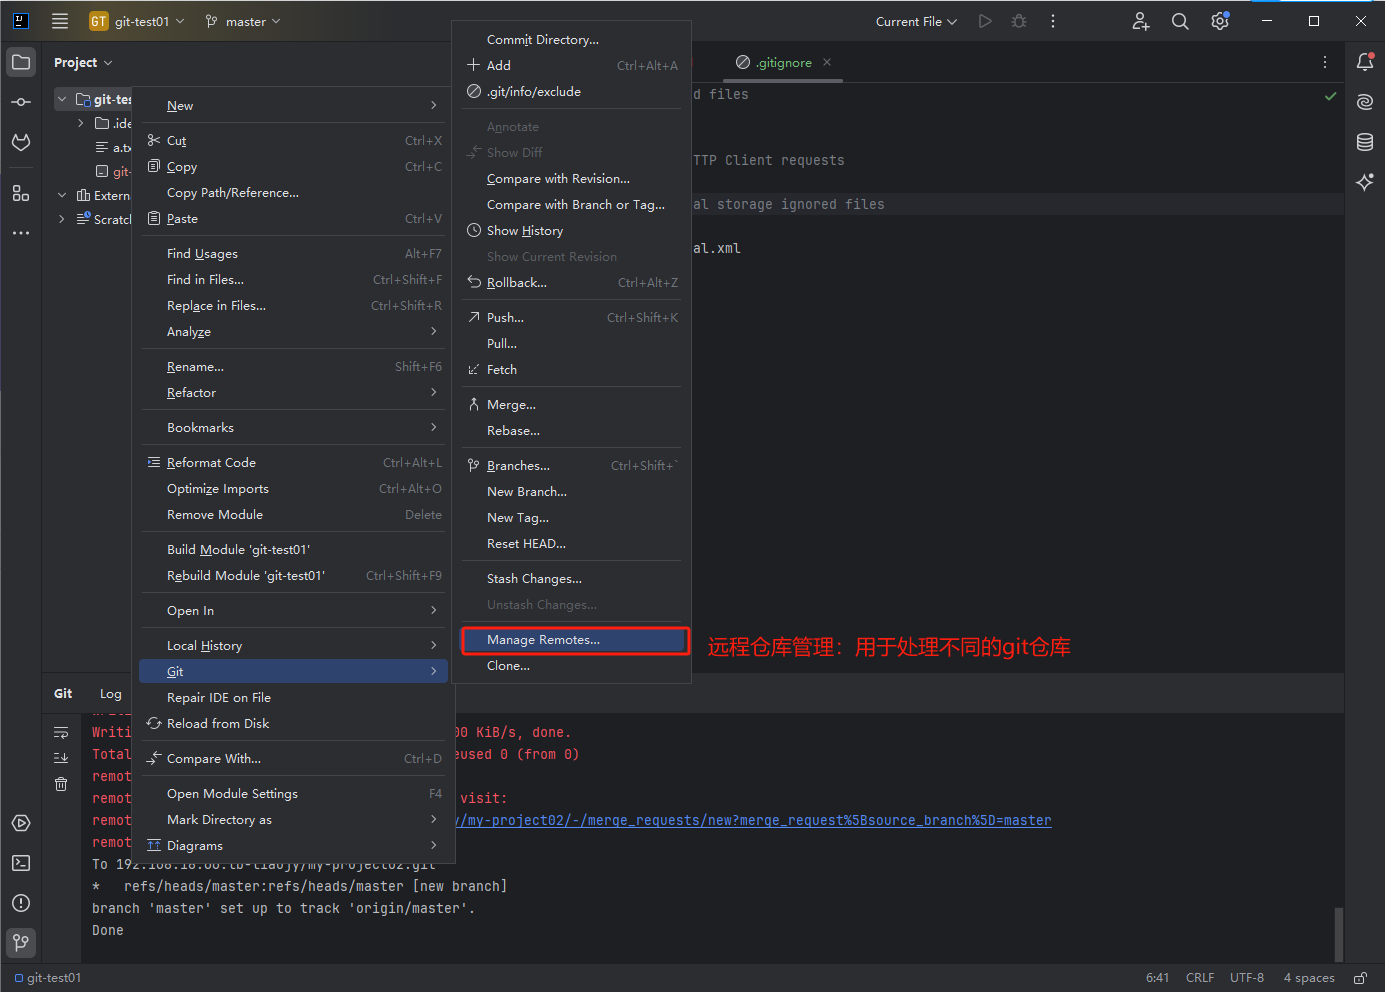 GT git-test01 master Current File
Project
.gitignore
git-tes
.ide
a.tx
git-
Extern
Scratch
New
Cut Ctrl+X
Copy Ctrl+C
Copy Path/Reference...
Paste Ctrl+V
Find Usages Alt+F7
Find in Files... Ctrl+Shift+F
Replace in Files... Ctrl+Shift+R
Analyze
Rename... Shift+F6
Refactor
Bookmarks
Reformat Code Ctrl+Alt+L
Optimize Imports Ctrl+Alt+O
Remove Module Delete
Build Module 'git-test01'
Rebuild Module 'git-test01' Ctrl+Shift+F9
Open In
Local History
Git
Repair IDE on File
Reload from Disk
Compare With... Ctrl+D
Open Module Settings F4
Mark Directory as
Diagrams
Commit Directory...
Add Ctrl+Alt+A
.git/info/exclude
Annotate
Show Diff
Compare with Revision...
Compare with Branch or Tag...
Show History
Show Current Revision
Rollback... Ctrl+Alt+Z
Push... Ctrl+Shift+K
Pull...
Fetch
Merge...
Rebase...
Branches... Ctrl+Shift+`
New Branch...
New Tag...
Reset HEAD...
Stash Changes...
Unstash Changes...
Manage Remotes...
Clone...
d files
TTP Client requests
al storage ignored files
al.xml
远程仓库管理：用于处理不同的git仓库
Git Log
Writi 00 KiB/s, done.
Total eused 0 (from 0)
remot
remot visit:
remot y/my-project02/-/merge_requests/new?merge_request%5Bsource_branch%5D=master
remot
To 192.168.18.60:tb-liaojy/my-project02.git
* refs/heads/master:refs/heads/master [new branch]
branch 'master' set up to track 'origin/master'.
Done
git-test01 6:41 CRLF UTF-8 4 spaces